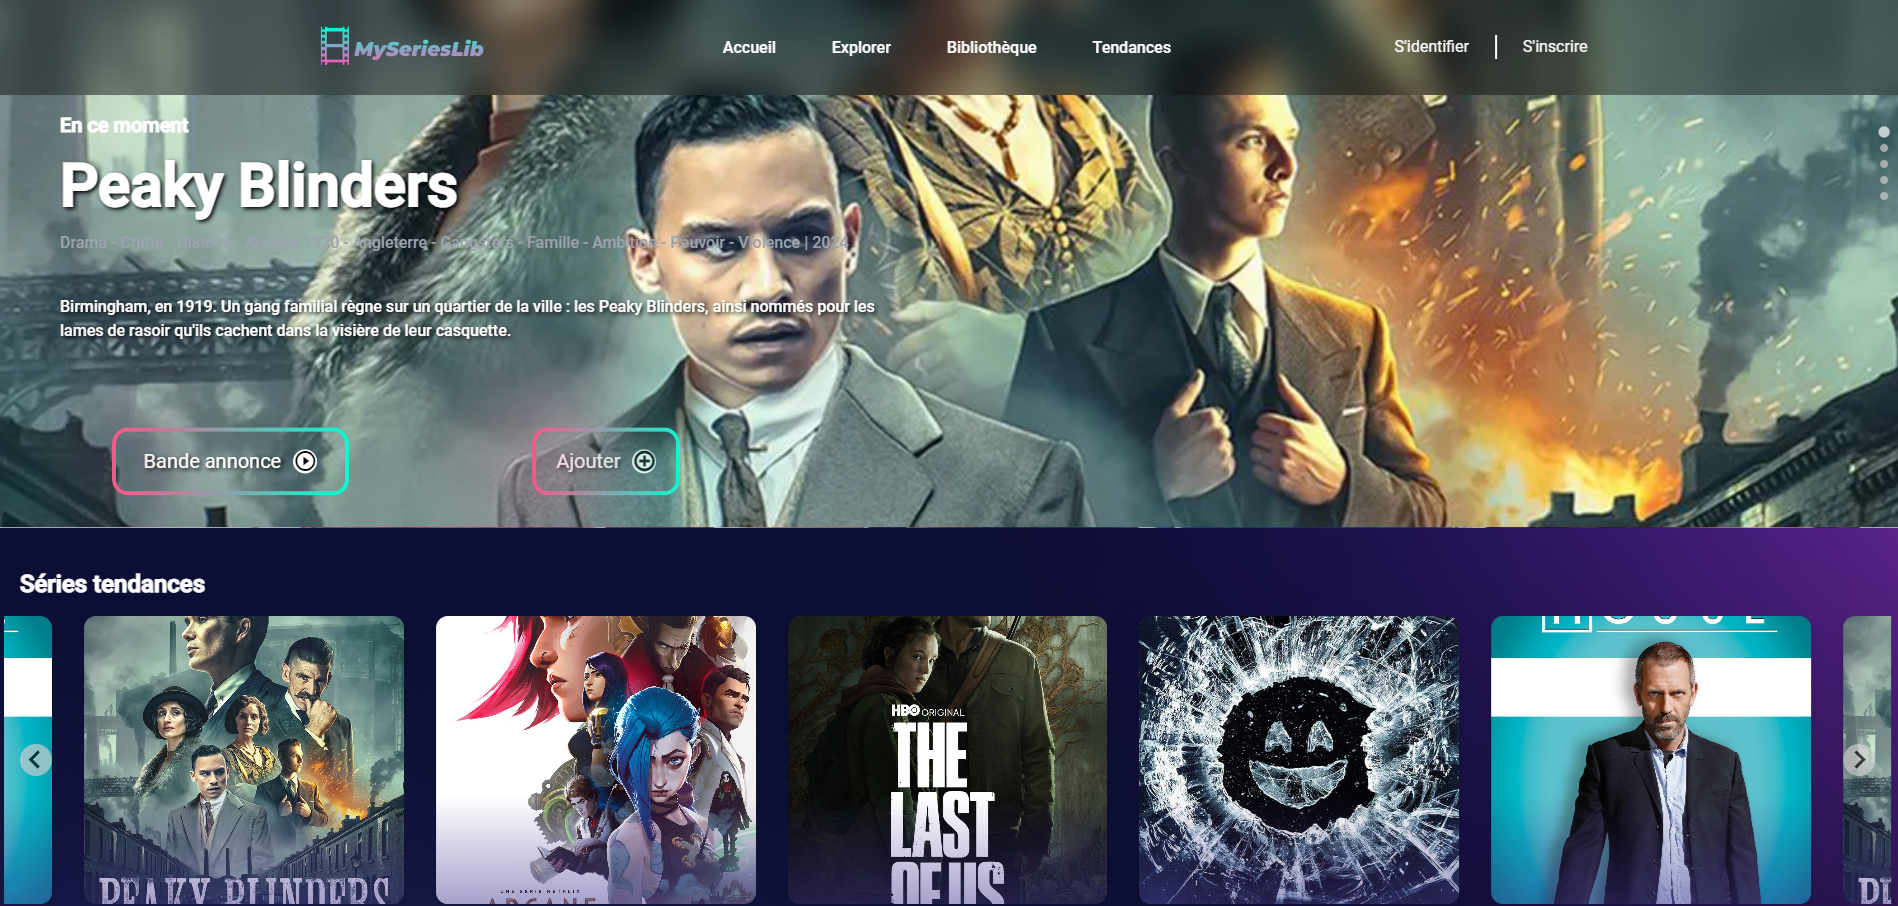 MySeriesLib
Accueil
Explorer
Bibliothèque
Tendances
S'identifier
S'inscrire
En ce moment
Peaky Blinders
Drama - Crime - Histoire - Années 1920 - Angleterre - Gangsters - Famille - Ambition - Pouvoir - Violence | 2024
Birmingham, en 1919. Un gang familial règne sur un quartier de la ville : les Peaky Blinders, ainsi nommés pour les
lames de rasoir qu'ils cachent dans la visière de leur casquette.
Bande annonce
Ajouter
Séries tendances
PEAKY BLINDERS
UNE SÉRIE NETFLIX
ARCANE
HBO ORIGINAL
THE
LAST
OF US
HOUSE